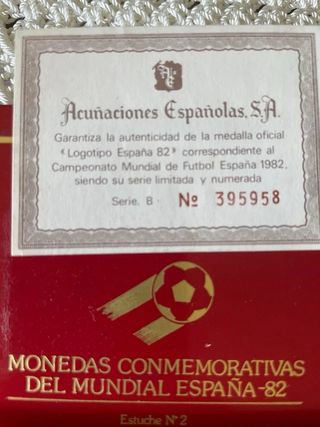 Acuñaciones Españolas, S.A.
Garantiza la autenticidad de la medalla oficial
«Logotipo España 82» correspondiente al
Campeonato Mundial de Futbol España 1982,
siendo su serie limitada y numerada
Serie. B · Nº 395958
MONEDAS CONMEMORATIVAS
DEL MUNDIAL ESPAÑA-82
Estuche Nº 2